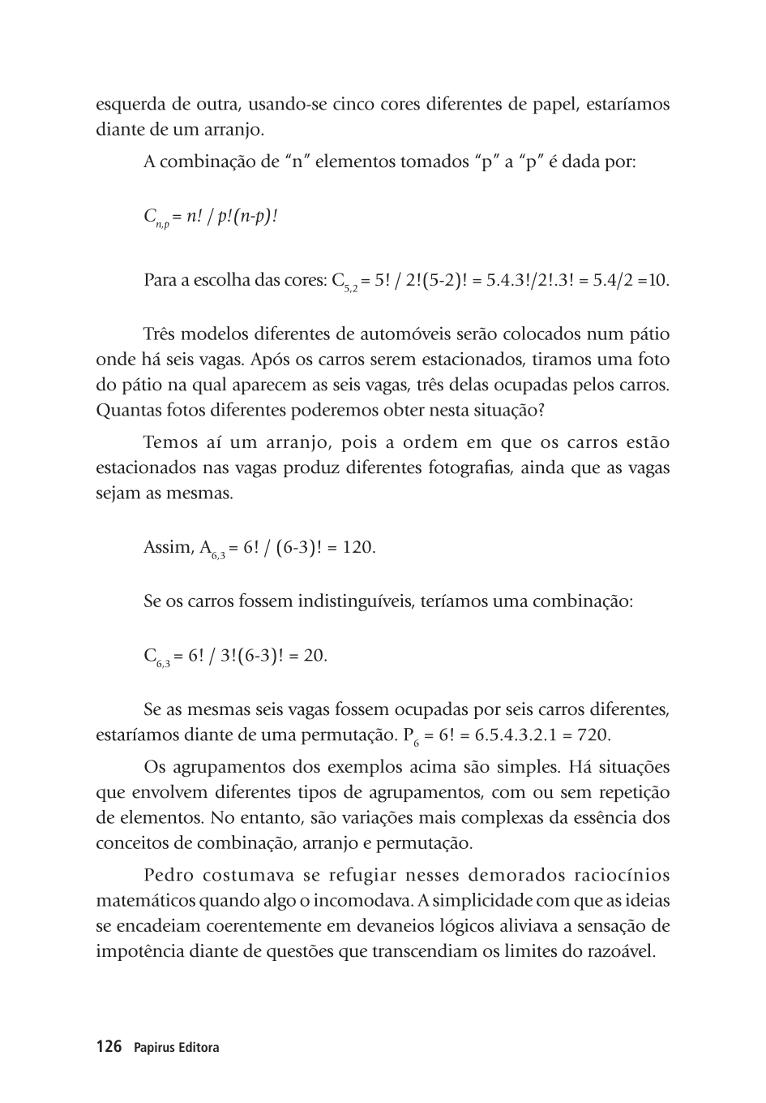 esquerda de outra, usando-se cinco cores diferentes de papel, estaríamos
diante de um arranjo.
A combinação de “n” elementos tomados “p” a “p” é dada por:
Cn,p = n! / p!(n-p)!
Para a escolha das cores: C5,2 = 5! / 2!(5-2)! = 5.4.3!/2!.3! = 5.4/2 =10.
Três modelos diferentes de automóveis serão colocados num pátio
onde há seis vagas. Após os carros serem estacionados, tiramos uma foto
do pátio na qual aparecem as seis vagas, três delas ocupadas pelos carros.
Quantas fotos diferentes poderemos obter nesta situação?
Temos aí um arranjo, pois a ordem em que os carros estão
estacionados nas vagas produz diferentes fotografias, ainda que as vagas
sejam as mesmas.
Assim, A6,3 = 6! / (6-3)! = 120.
Se os carros fossem indistinguíveis, teríamos uma combinação:
C6,3 = 6! / 3!(6-3)! = 20.
Se as mesmas seis vagas fossem ocupadas por seis carros diferentes,
estaríamos diante de uma permutação. P6 = 6! = 6.5.4.3.2.1 = 720.
Os agrupamentos dos exemplos acima são simples. Há situações
que envolvem diferentes tipos de agrupamentos, com ou sem repetição
de elementos. No entanto, são variações mais complexas da essência dos
conceitos de combinação, arranjo e permutação.
Pedro costumava se refugiar nesses demorados raciocínios
matemáticos quando algo o incomodava. A simplicidade com que as ideias
se encadeiam coerentemente em devaneios lógicos aliviava a sensação de
impotência diante de questões que transcendiam os limites do razoável.
126 Papirus Editora